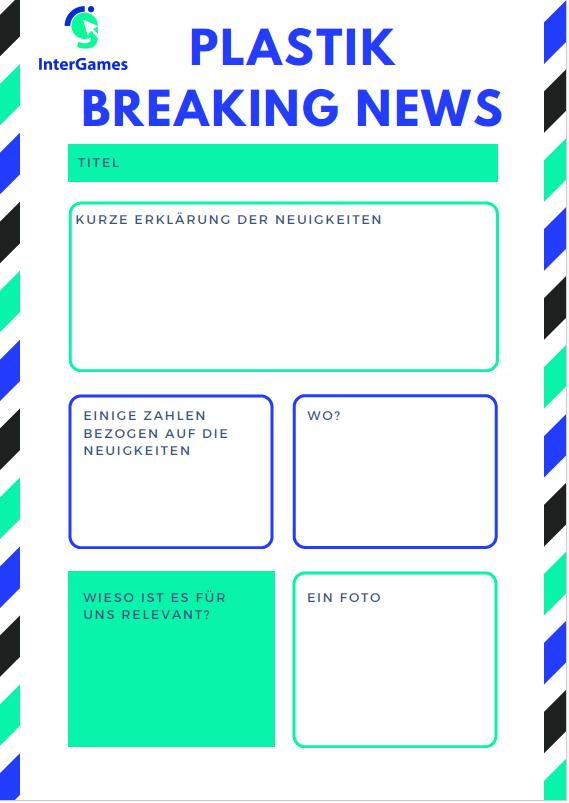 InterGames
PLASTIK
BREAKING NEWS
TITEL
KURZE ERKLÄRUNG DER NEUIGKEITEN
EINIGE ZAHLEN
BEZOGEN AUF DIE
NEUIGKEITEN
WO?
WIESO IST ES FÜR
UNS RELEVANT?
EIN FOTO